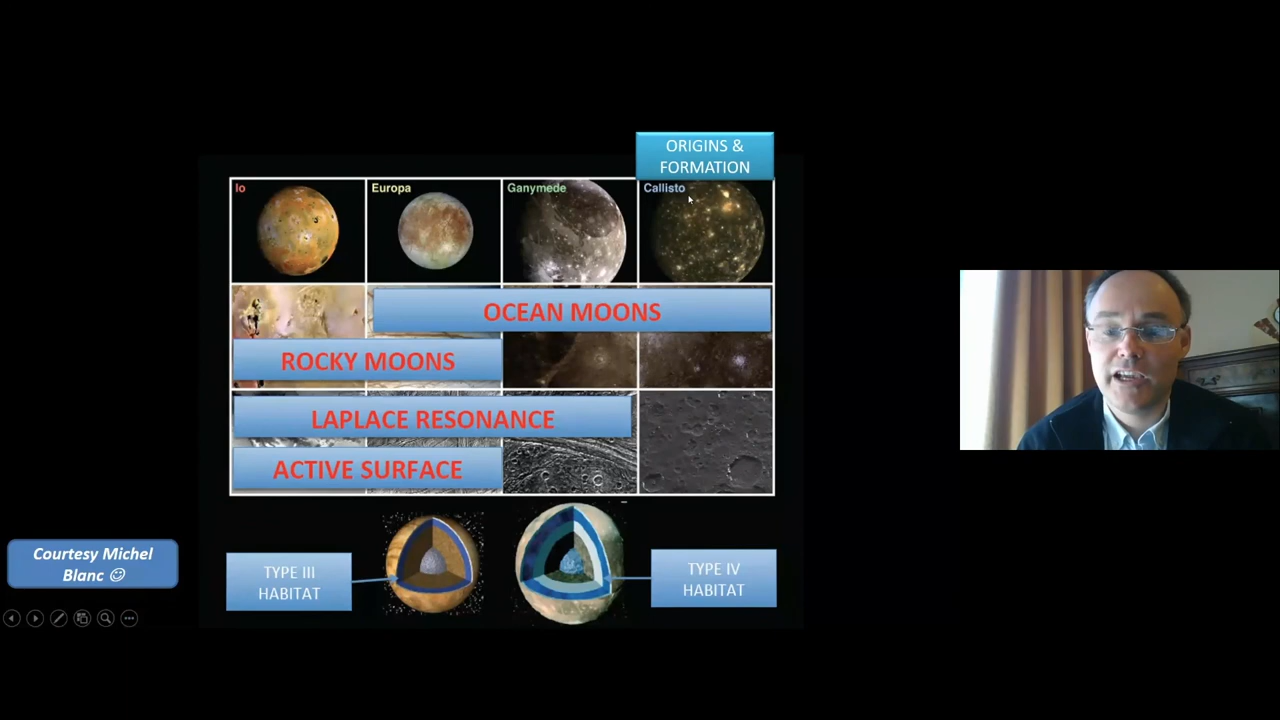 ORIGINS &
FORMATION
Io
Europa
Ganymede
Callisto
OCEAN MOONS
ROCKY MOONS
LAPLACE RESONANCE
ACTIVE SURFACE
Courtesy Michel
Blanc ☺
TYPE III
HABITAT
TYPE IV
HABITAT